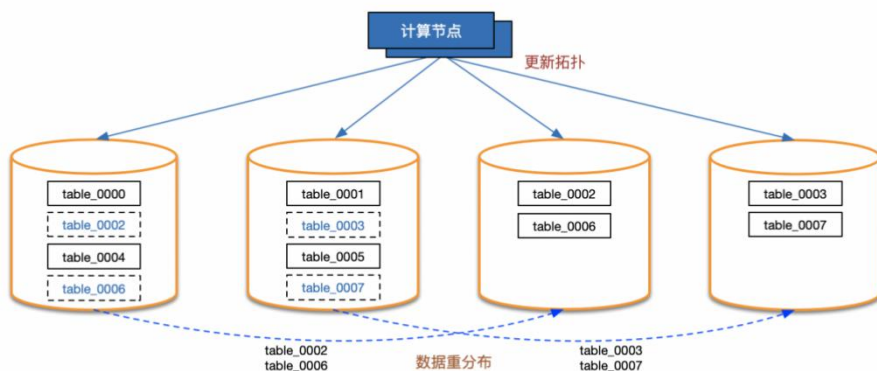 计算节点
更新拓扑
table_0000
table_0002
table_0004
table_0006
table_0001
table_0003
table_0005
table_0007
table_0002
table_0006
table_0003
table_0007
table_0002
table_0006
数据重分布
table_0003
table_0007